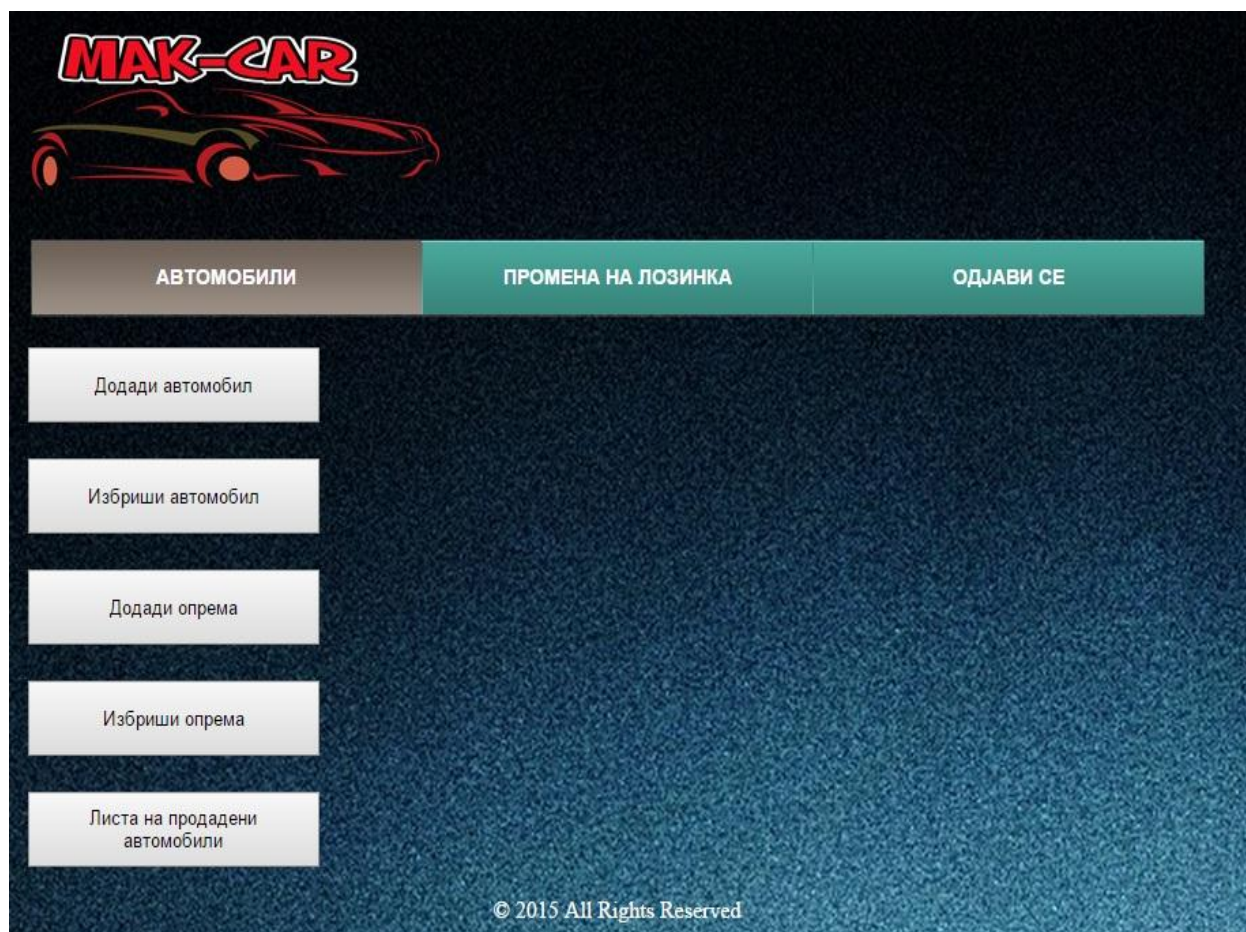 MAK-CAR
АВТОМОБИЛИ
ПРОМЕНА НА ЛОЗИНКА
ОДЈАВИ СЕ
Додади автомобил
Избриши автомобил
Додади опрема
Избриши опрема
Листа на продадени
автомобили
© 2015 All Rights Reserved